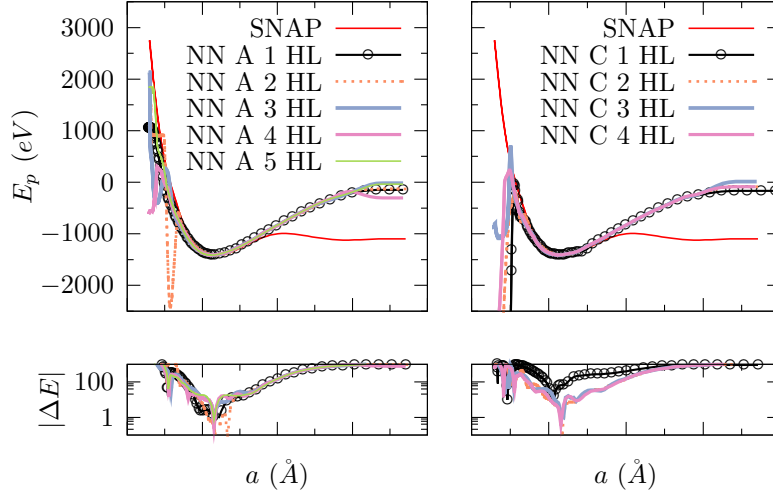 SNAP
NN A 1 HL
NN A 2 HL
NN A 3 HL
NN A 4 HL
NN A 5 HL
3000
2000
1000
0
−1000
−2000
E_p (eV)
SNAP
NN C 1 HL
NN C 2 HL
NN C 3 HL
NN C 4 HL
100
1
|ΔE|
a (Å)
a (Å)